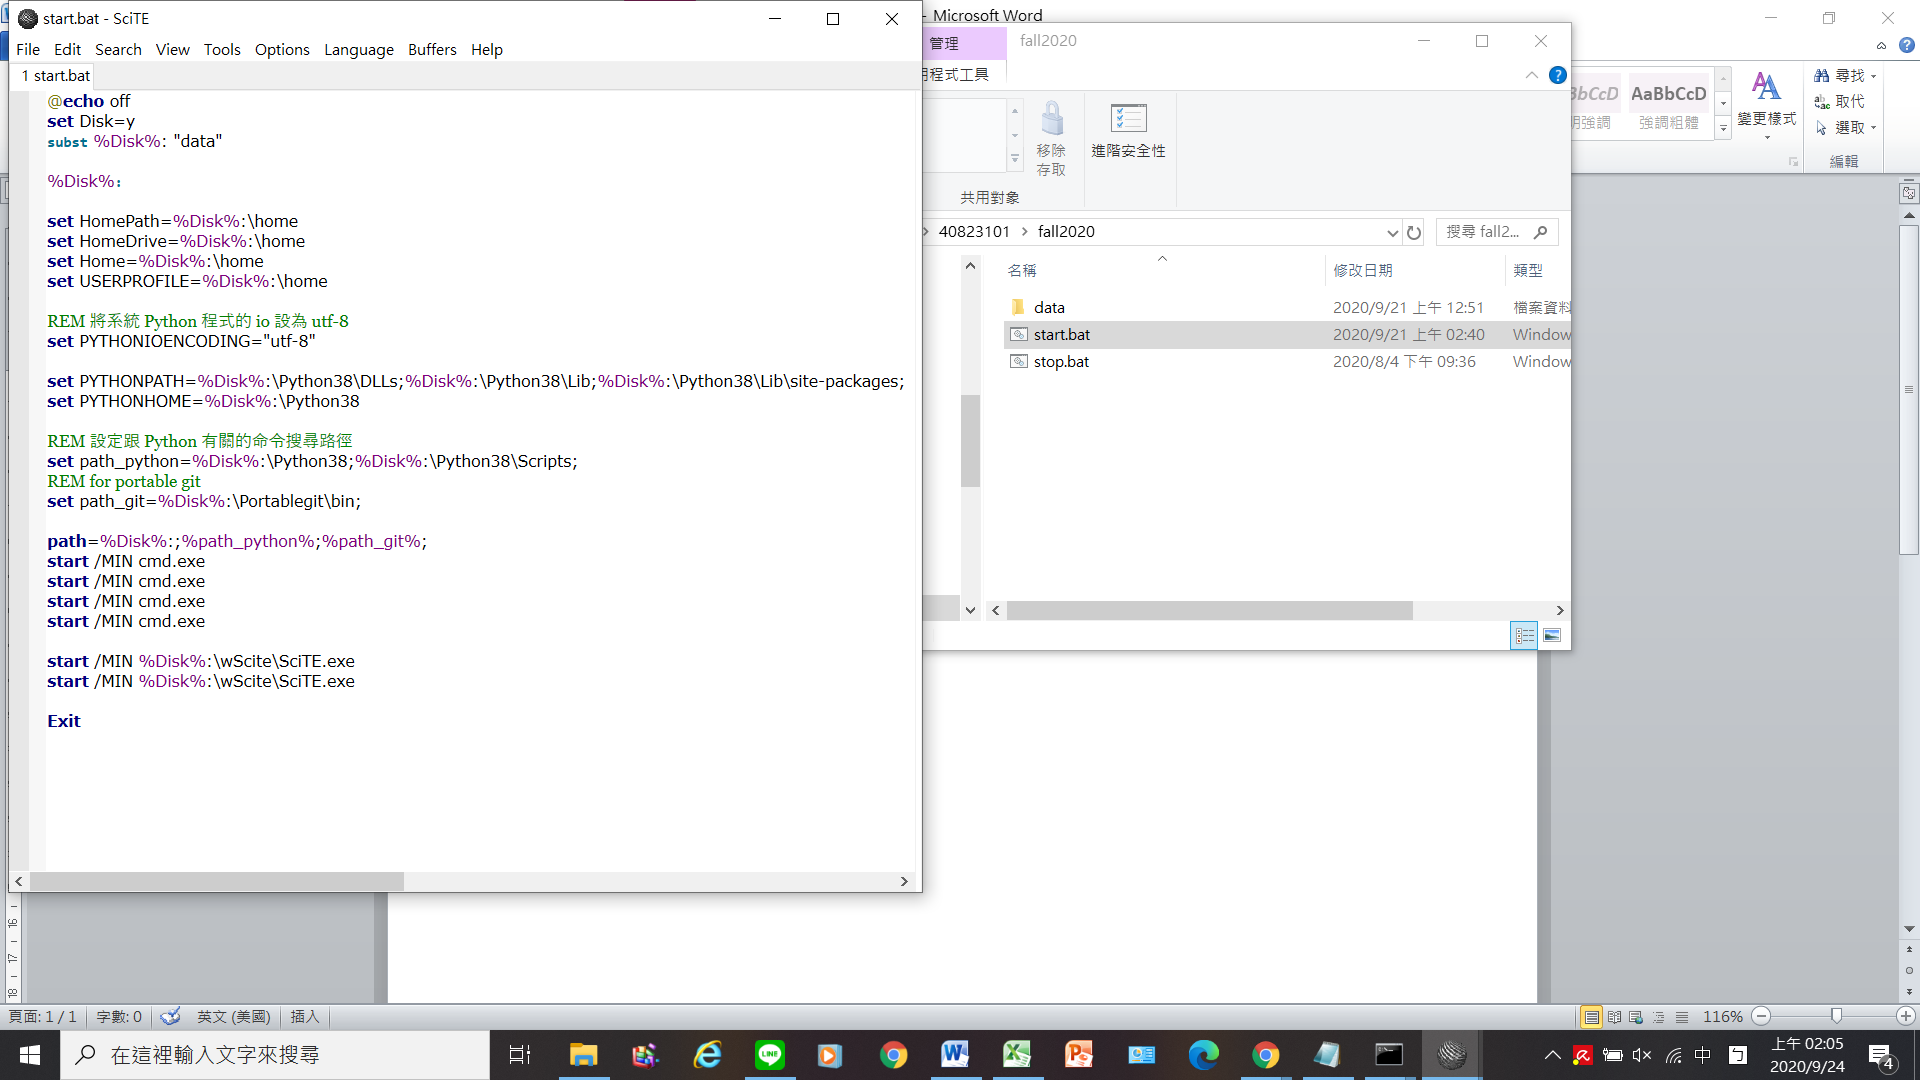 start.bat - SciTE
File Edit Search View Tools Options Language Buffers Help
1 start.bat
@echo off
set Disk=y
subst %Disk%: "data"
%Disk%:
set HomePath=%Disk%:\home
set HomeDrive=%Disk%:\home
set Home=%Disk%:\home
set USERPROFILE=%Disk%:\home
REM 將系統 Python 程式的 io 設為 utf-8
set PYTHONIOENCODING="utf-8"
set PYTHONPATH=%Disk%:\Python38\DLLs;%Disk%:\Python38\Lib;%Disk%:\Python38\Lib\site-packages;
set PYTHONHOME=%Disk%:\Python38
REM 設定跟 Python 有關的命令搜尋路徑
set path_python=%Disk%:\Python38;%Disk%:\Python38\Scripts;
REM for portable git
set path_git=%Disk%:\Portablegit\bin;
path=%Disk%:;%path_python%;%path_git%;
start /MIN cmd.exe
start /MIN cmd.exe
start /MIN cmd.exe
start /MIN cmd.exe
start /MIN %Disk%:\wScite\SciTE.exe
start /MIN %Disk%:\wScite\SciTE.exe
Exit
- Microsoft Word
管理 fall2020
程式工具
移除
存取
進階安全性
共用對象
40823101 > fall2020
搜尋 fall2...
名稱 修改日期 類型
data 2020/9/21 上午 12:51 檔案資料
start.bat 2020/9/21 上午 02:40 Window
stop.bat 2020/8/4 下午 09:36 Window
bCcD AaBbCcD
明強調 強調粗體
變更樣式
尋找
取代
選取
編輯
16
17
18
頁面: 1 / 1 字數: 0 英文 (美國) 插入
116%
在這裡輸入文字來搜尋
中
上午 02:05
2020/9/24
4